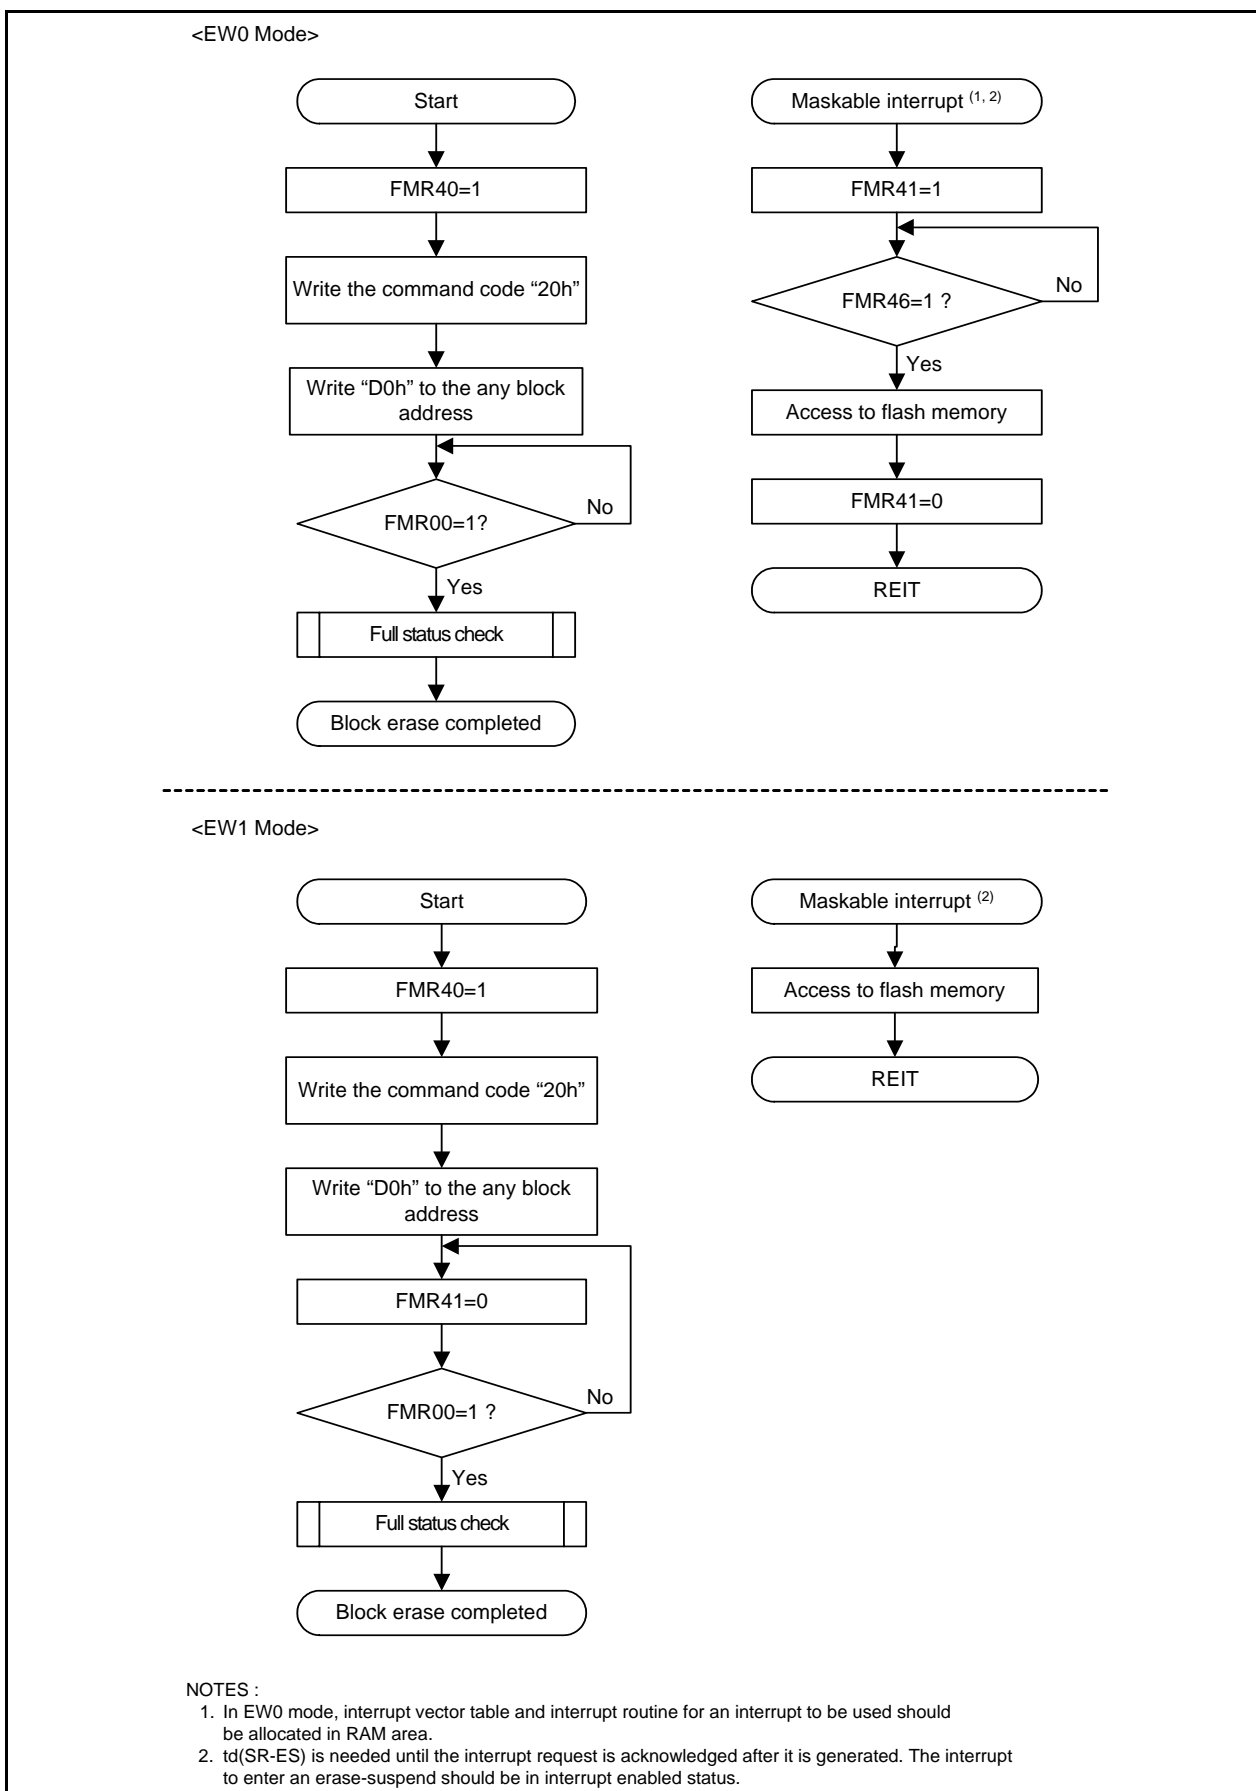 <EW0 Mode>
Start
FMR40=1
Write the command code “20h”
Write “D0h” to the any block
address
FMR00=1?
No
Yes
Full status check
Block erase completed
Maskable interrupt (1, 2)
FMR41=1
FMR46=1 ?
No
Yes
Access to flash memory
FMR41=0
REIT
<EW1 Mode>
Start
FMR40=1
Write the command code “20h”
Write “D0h” to the any block
address
FMR41=0
FMR00=1 ?
No
Yes
Full status check
Block erase completed
Maskable interrupt (2)
Access to flash memory
REIT
NOTES :
1. In EW0 mode, interrupt vector table and interrupt routine for an interrupt to be used should
be allocated in RAM area.
2. td(SR-ES) is needed until the interrupt request is acknowledged after it is generated. The interrupt
to enter an erase-suspend should be in interrupt enabled status.